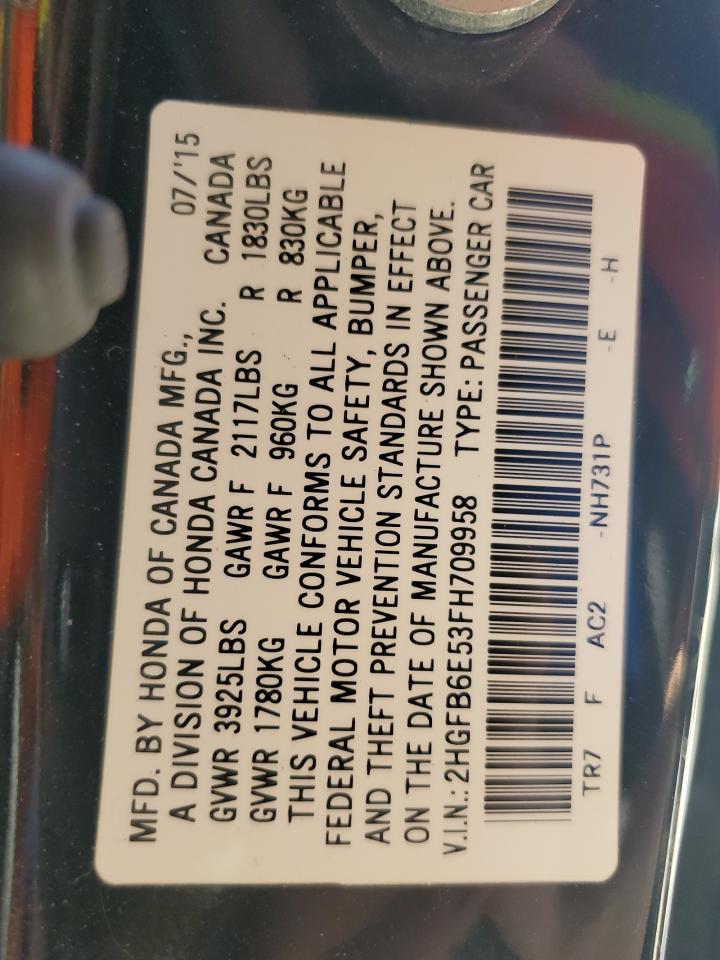 MFD. BY HONDA OF CANADA MFG., 07/'15
A DIVISION OF HONDA CANADA INC. CANADA
GVWR 3925LBS GAWR F 2117LBS R 1830LBS
GVWR 1780KG GAWR F 960KG R 830KG
THIS VEHICLE CONFORMS TO ALL APPLICABLE
FEDERAL MOTOR VEHICLE SAFETY, BUMPER,
AND THEFT PREVENTION STANDARDS IN EFFECT
ON THE DATE OF MANUFACTURE SHOWN ABOVE.
V.I.N.: 2HGFB6E53FH709958 TYPE: PASSENGER CAR
TR7 F AC2 -NH731P -E -H